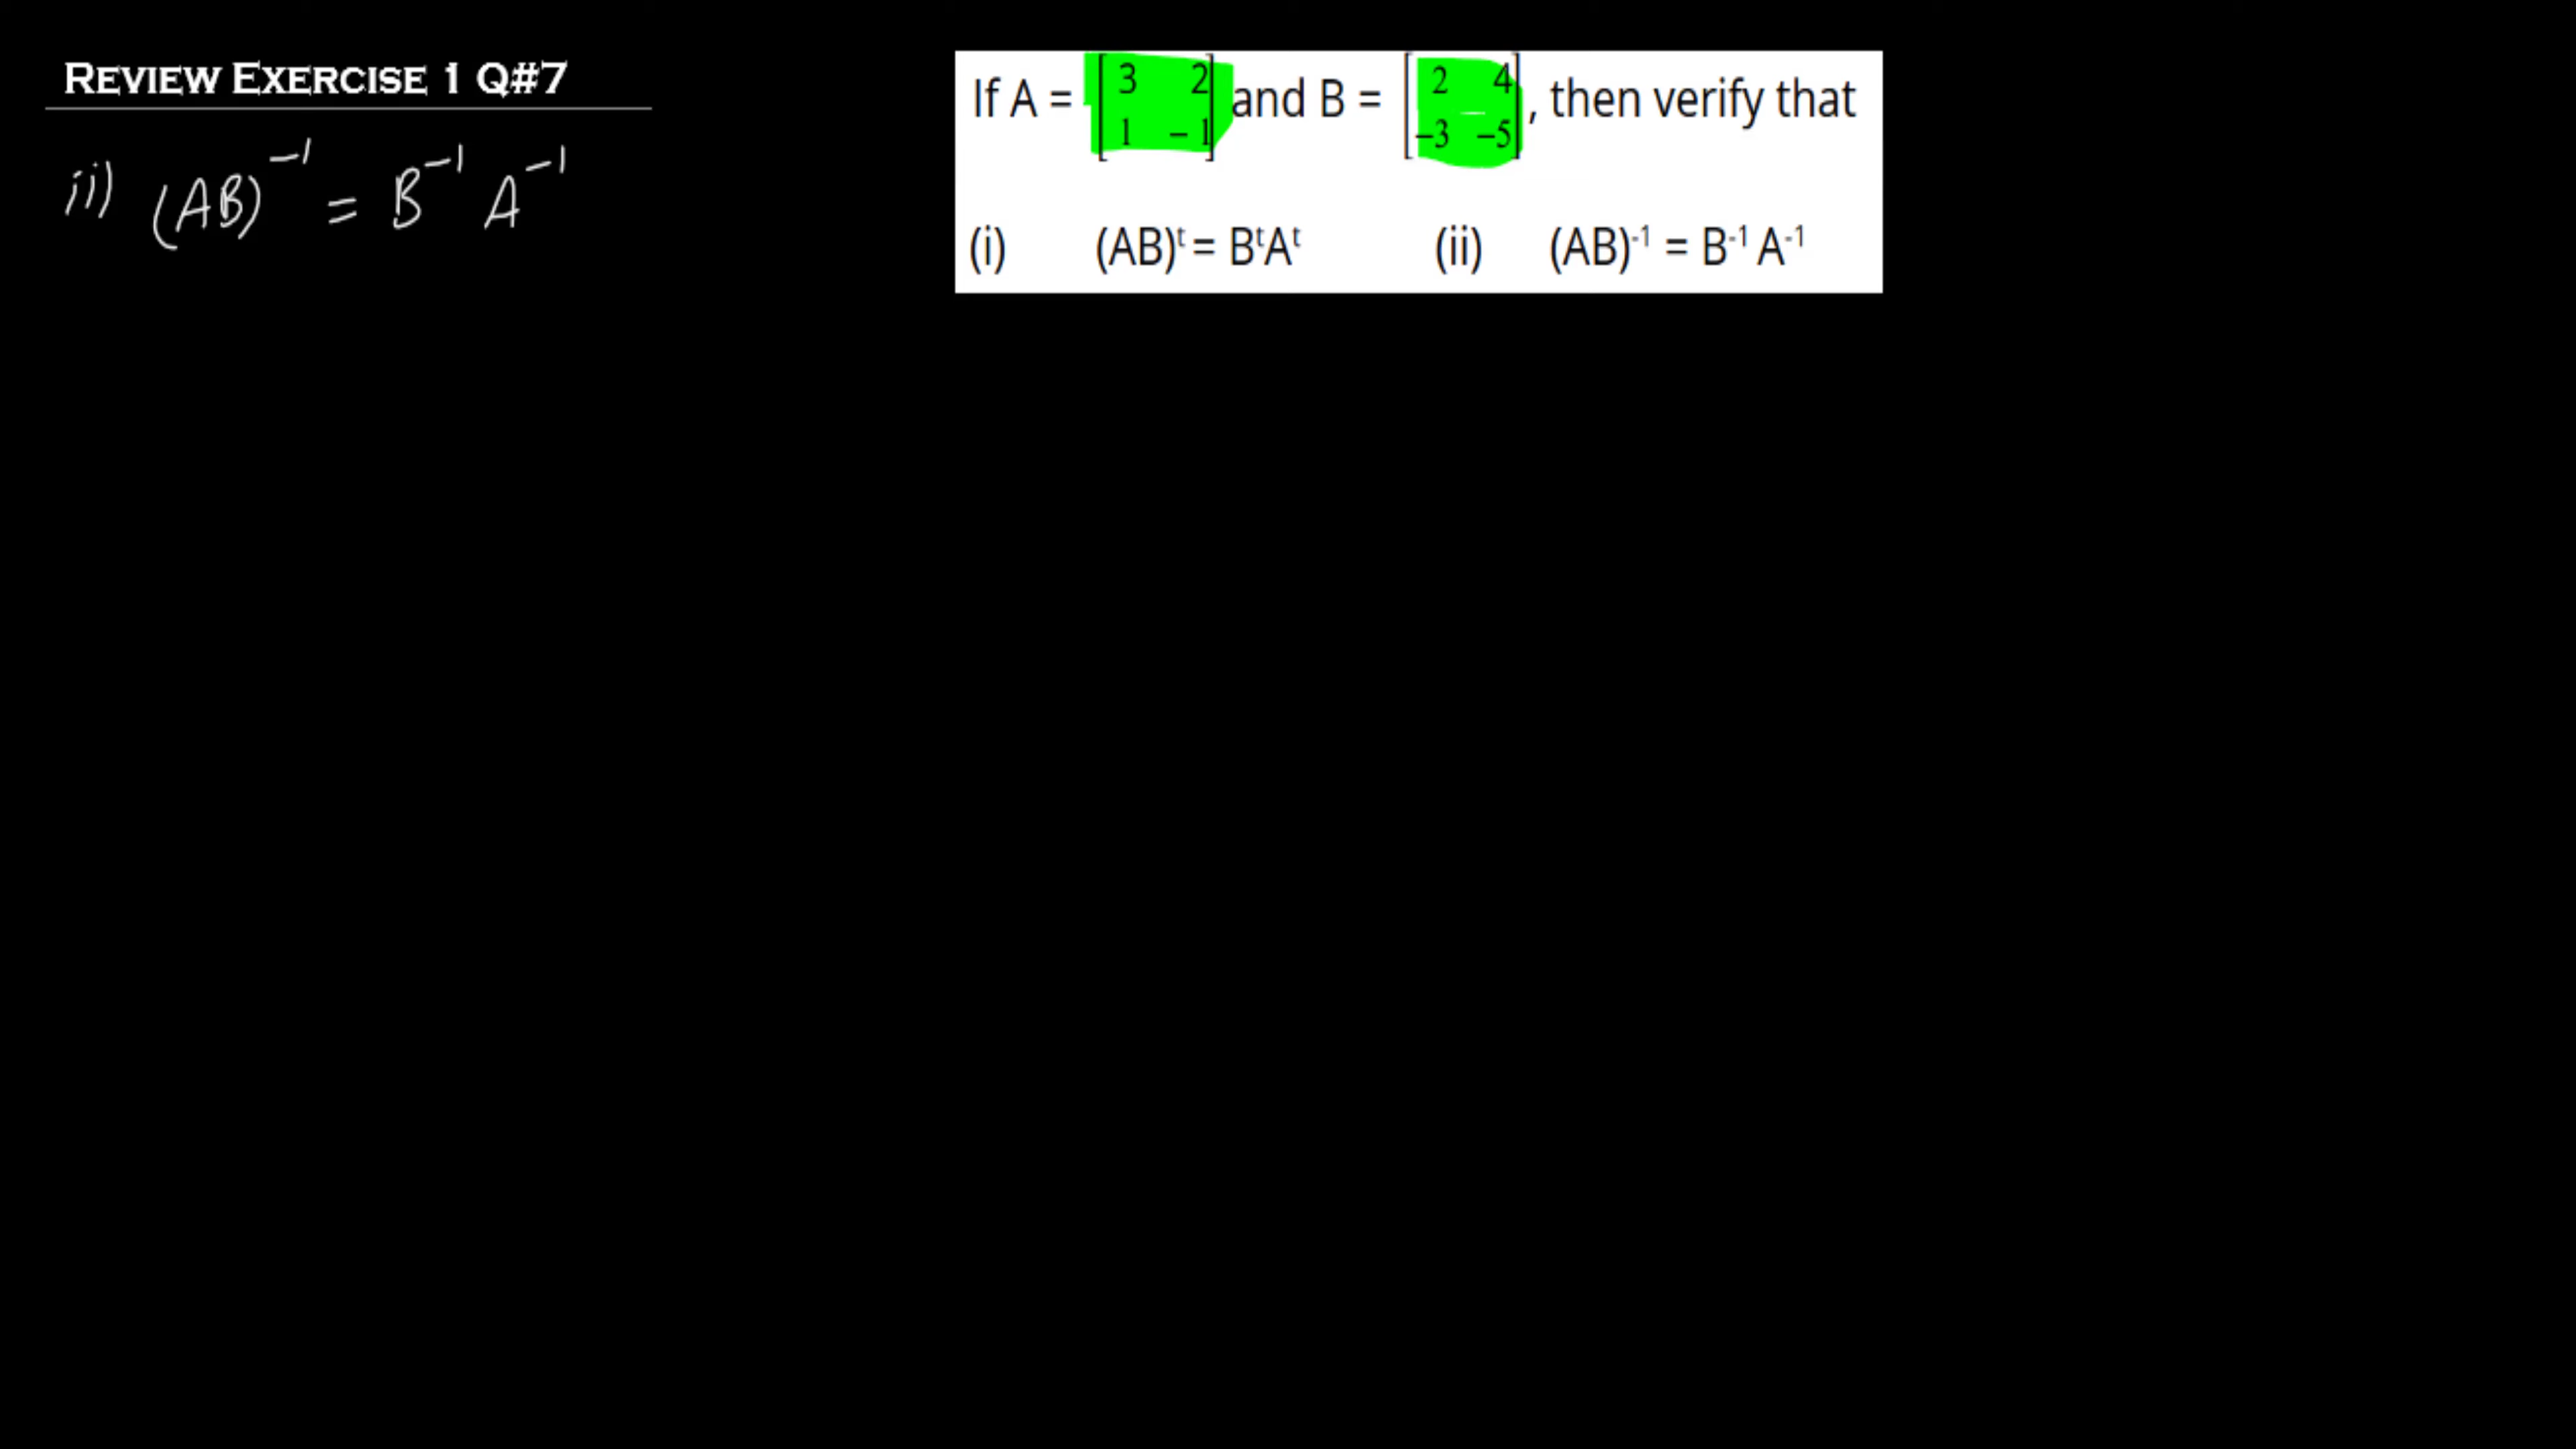 REVIEW EXERCISE 1 Q#7
ii) (AB)⁻¹ = B⁻¹ A⁻¹
If A = [3 2; 1 −1] and B = [2 4; −3 −5], then verify that
(i) (AB)ᵗ = BᵗAᵗ (ii) (AB)⁻¹ = B⁻¹ A⁻¹